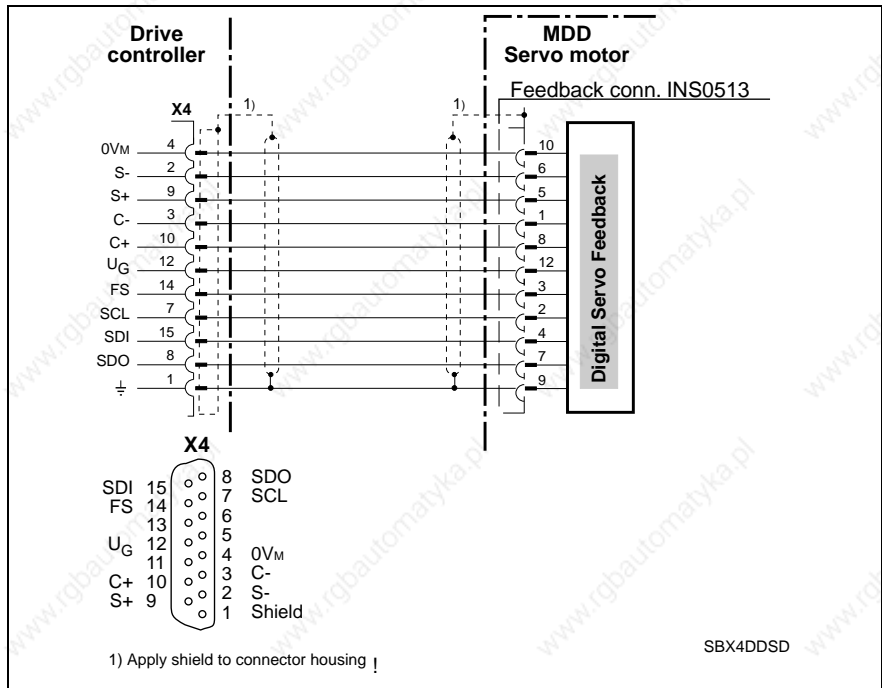 Drive
controller
MDD
Servo motor
Feedback conn. INS0513
X4
1)
1)
0VM 4 10
S- 2 6
S+ 9 5
C- 3 1
C+ 10 8
UG 12 12
FS 14 3
SCL 7 2
SDI 15 4
SDO 8 7
⏚ 1 9
Digital Servo Feedback
X4
8 SDO
SDI 15
7 SCL
FS 14
6
13
5
UG 12
4 0VM
11
3 C-
C+ 10
2 S-
S+ 9
1 Shield
1) Apply shield to connector housing !
SBX4DDSD
www.rgbautomatyka.pl